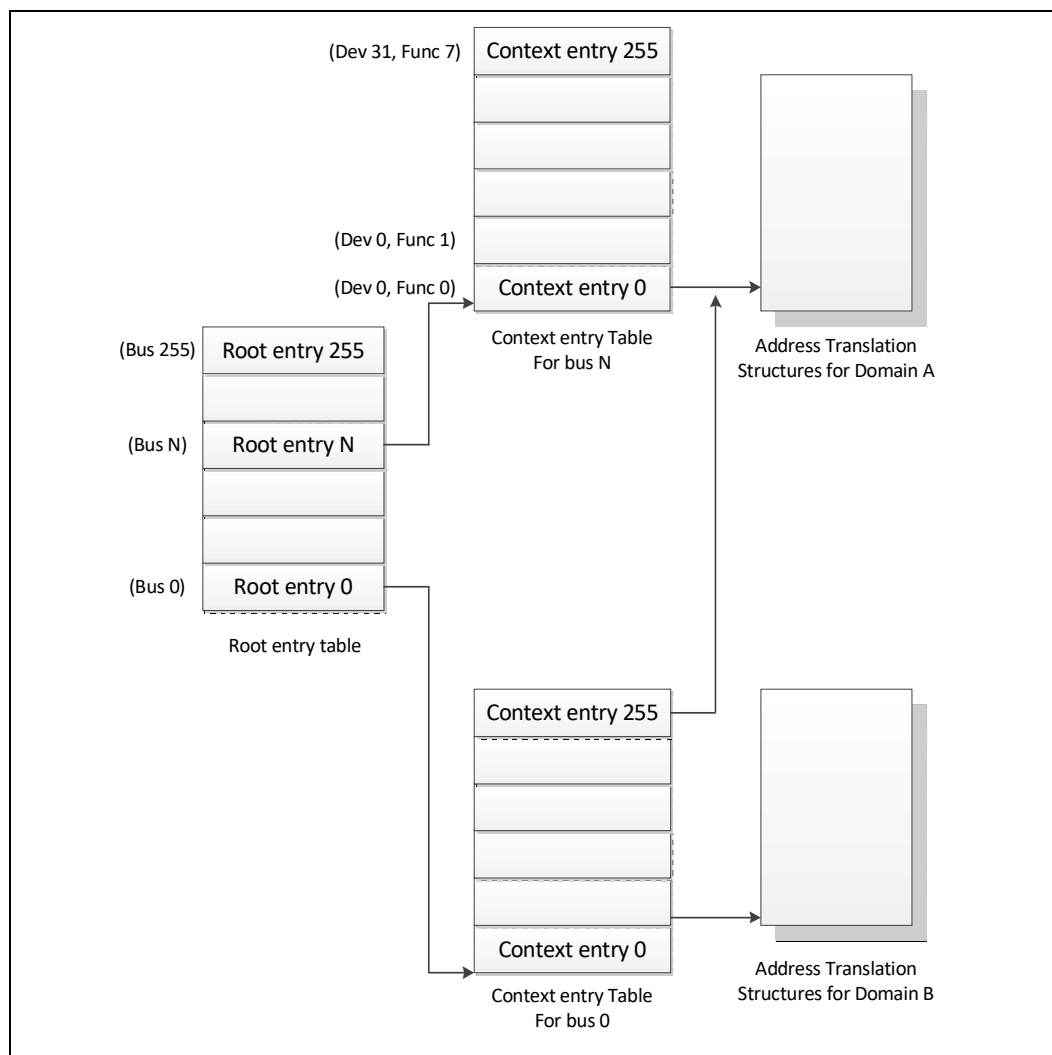 (Dev 31, Func 7)
Context entry 255
(Dev 0, Func 1)
(Dev 0, Func 0)
Context entry 0
Context entry Table
For bus N
Address Translation
Structures for Domain A
(Bus 255)
Root entry 255
(Bus N)
Root entry N
(Bus 0)
Root entry 0
Root entry table
Context entry 255
Context entry 0
Context entry Table
For bus 0
Address Translation
Structures for Domain B